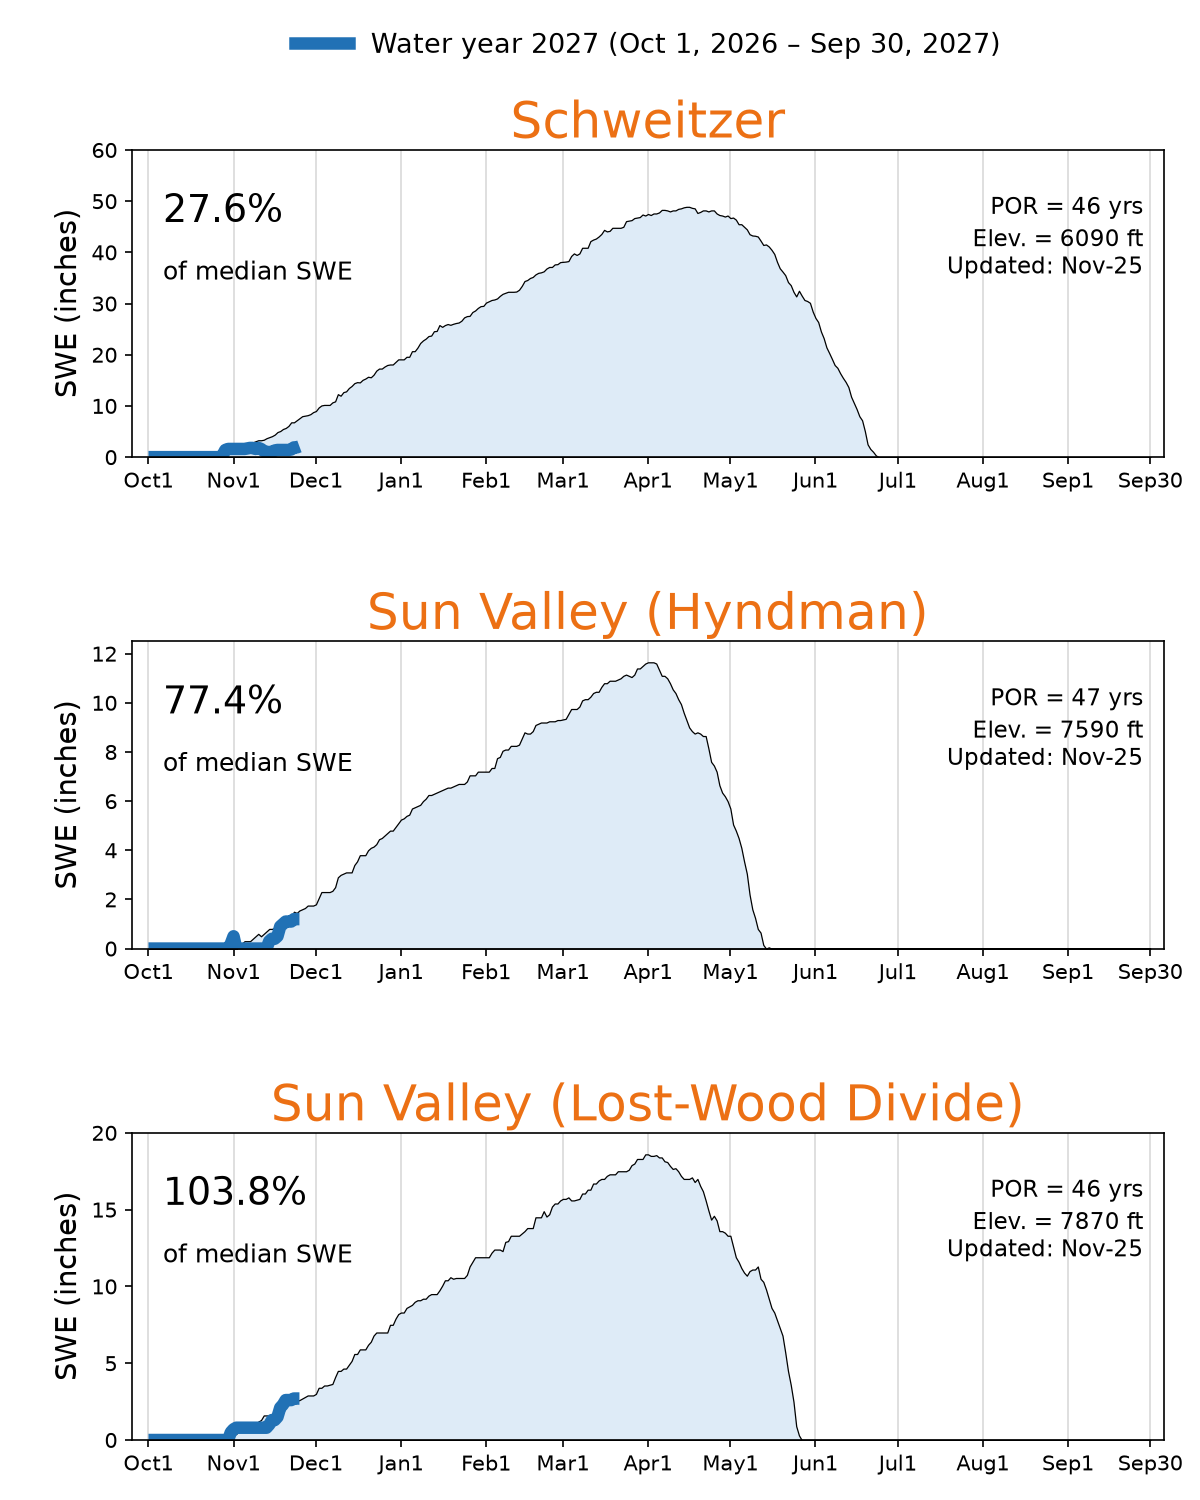 Water year 2027 (Oct 1, 2026 – Sep 30, 2027)
Schweitzer
60
50
40
30
20
10
0
SWE (inches)
27.6%
of median SWE
POR = 46 yrs
Elev. = 6090 ft
Updated: Nov-25
Oct1 Nov1 Dec1 Jan1 Feb1 Mar1 Apr1 May1 Jun1 Jul1 Aug1 Sep1 Sep30
Sun Valley (Hyndman)
12
10
8
6
4
2
0
SWE (inches)
77.4%
of median SWE
POR = 47 yrs
Elev. = 7590 ft
Updated: Nov-25
Oct1 Nov1 Dec1 Jan1 Feb1 Mar1 Apr1 May1 Jun1 Jul1 Aug1 Sep1 Sep30
Sun Valley (Lost-Wood Divide)
20
15
10
5
0
SWE (inches)
103.8%
of median SWE
POR = 46 yrs
Elev. = 7870 ft
Updated: Nov-25
Oct1 Nov1 Dec1 Jan1 Feb1 Mar1 Apr1 May1 Jun1 Jul1 Aug1 Sep1 Sep30